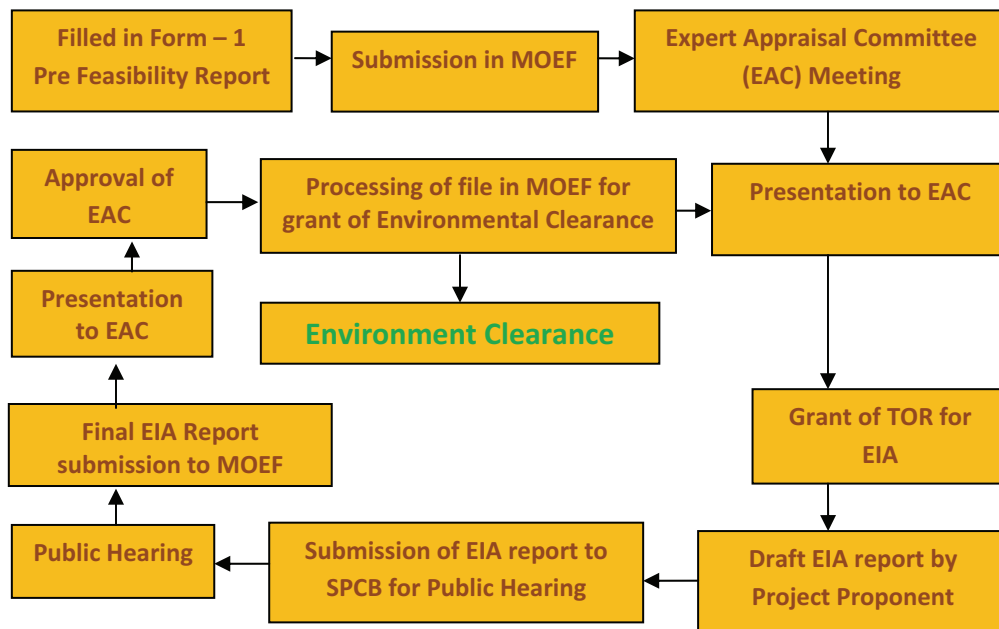 Filled in Form – 1
Pre Feasibility Report
Submission in MOEF
Expert Appraisal Committee
(EAC) Meeting
Approval of
EAC
Processing of file in MOEF for
grant of Environmental Clearance
Presentation to EAC
Presentation
to EAC
Environment Clearance
Final EIA Report
submission to MOEF
Grant of TOR for
EIA
Public Hearing
Submission of EIA report to
SPCB for Public Hearing
Draft EIA report by
Project Proponent